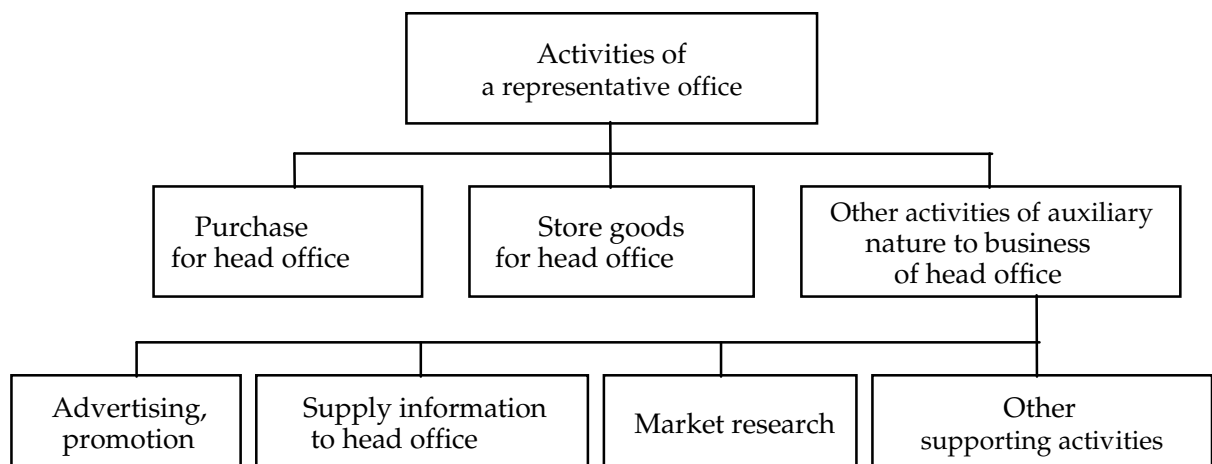 Activities of
a representative office
Purchase
for head office
Store goods
for head office
Other activities of auxiliary
nature to business
of head office
Advertising,
promotion
Supply information
to head office
Market research
Other
supporting activities